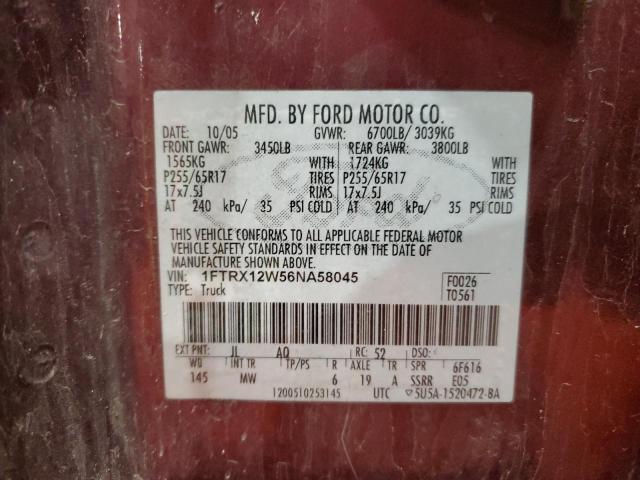 MFD. BY FORD MOTOR CO.
DATE: 10/05 GVWR: 6700LB/ 3039KG
FRONT GAWR: 3450LB REAR GAWR: 3800LB
1565KG WITH 1724KG WITH
P255/65R17 TIRES P255/65R17 TIRES
17x7.5J RIMS 17x7.5J RIMS
AT 240 kPa/ 35 PSI COLD AT 240 kPa/ 35 PSI COLD
THIS VEHICLE CONFORMS TO ALL APPLICABLE FEDERAL MOTOR
VEHICLE SAFETY STANDARDS IN EFFECT ON THE DATE OF
MANUFACTURE SHOWN ABOVE.
VIN: 1FTRX12W56NA58045 F0026
TYPE: Truck T0561
EXT PNT: JL AQ RC: 52 DSO:
WB INT TR TP/PS R AXLE TR SPR 6F616
145 MW 6 19 A SSRR E05
1200510253145 UTC ▽5U5A-1520472-BA